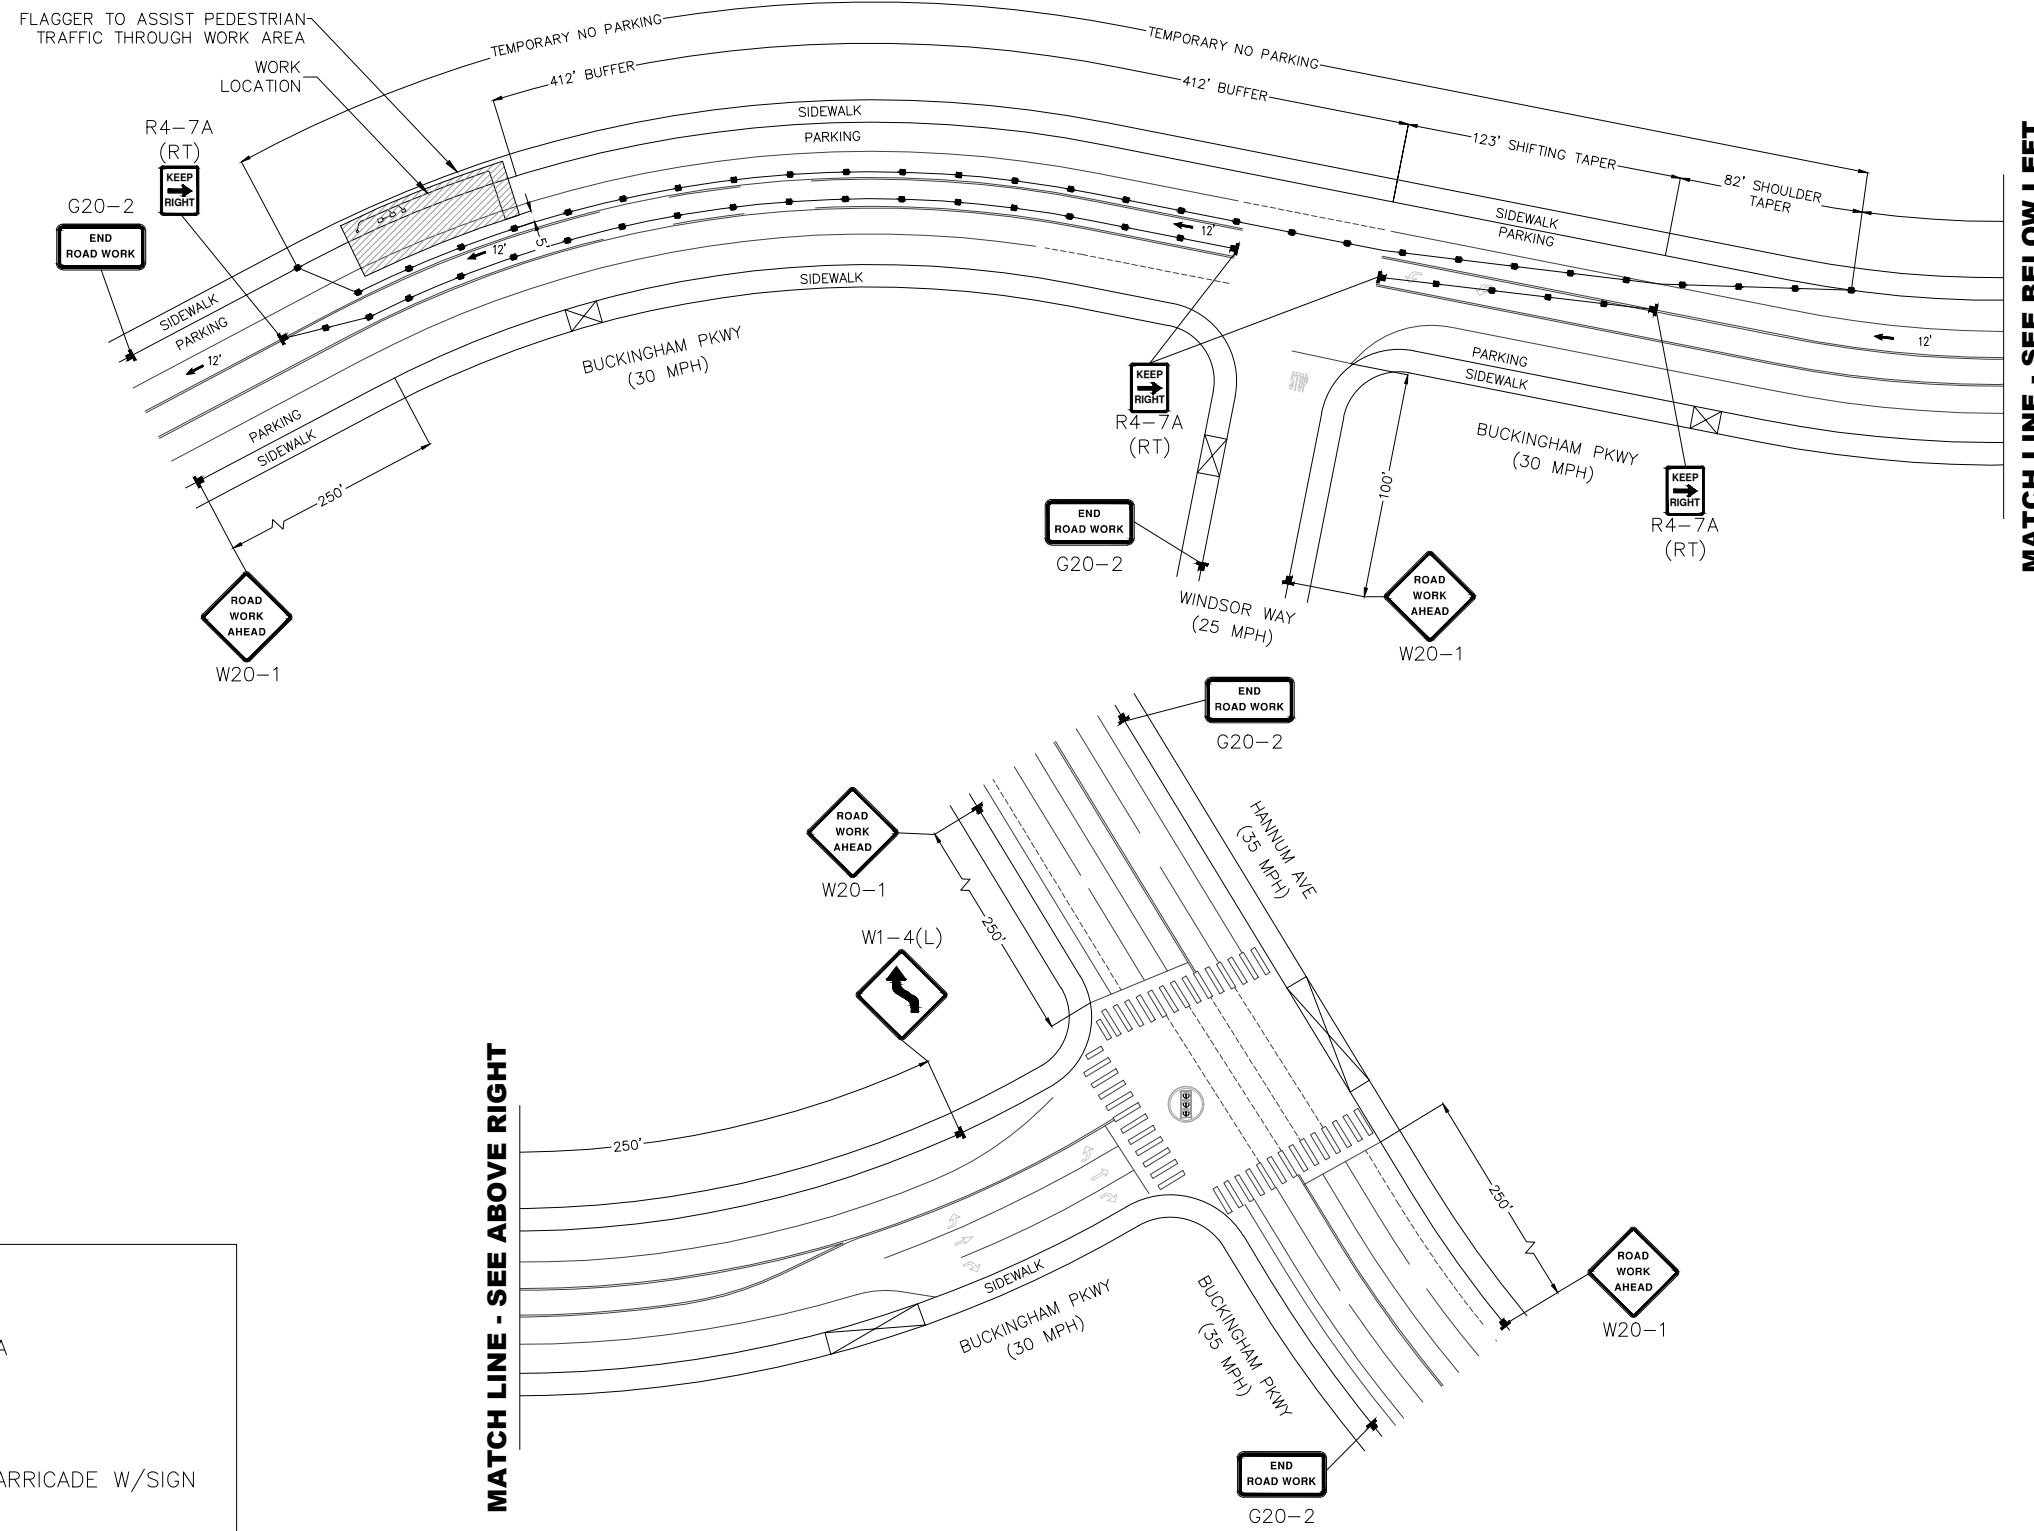 FLAGGER TO ASSIST PEDESTRIAN
TRAFFIC THROUGH WORK AREA
WORK
LOCATION
TEMPORARY NO PARKING
TEMPORARY NO PARKING
412' BUFFER
412' BUFFER
123' SHIFTING TAPER
82' SHOULDER
TAPER
SIDEWALK
PARKING
R4-7A
(RT)
KEEP
RIGHT
G20-2
END
ROAD WORK
12'
5'
12'
SIDEWALK
PARKING
12'
SIDEWALK
PARKING
12'
SIDEWALK
BUCKINGHAM PKWY
(30 MPH)
PARKING
SIDEWALK
250'
ROAD
WORK
AHEAD
W20-1
KEEP
RIGHT
R4-7A
(RT)
STOP
PARKING
SIDEWALK
100'
BUCKINGHAM PKWY
(30 MPH)
KEEP
RIGHT
R4-7A
(RT)
END
ROAD WORK
G20-2
WINDSOR WAY
(25 MPH)
ROAD
WORK
AHEAD
W20-1
MATCH LINE - SEE BELOW LEFT
END
ROAD WORK
G20-2
ROAD
WORK
AHEAD
W20-1
250'
HANNUM AVE
(35 MPH)
W1-4(L)
MATCH LINE - SEE ABOVE RIGHT
250'
SIDEWALK
BUCKINGHAM PKWY
(30 MPH)
BUCKINGHAM PKWY
(35 MPH)
250'
ROAD
WORK
AHEAD
W20-1
END
ROAD WORK
G20-2
A
ARRICADE W/SIGN